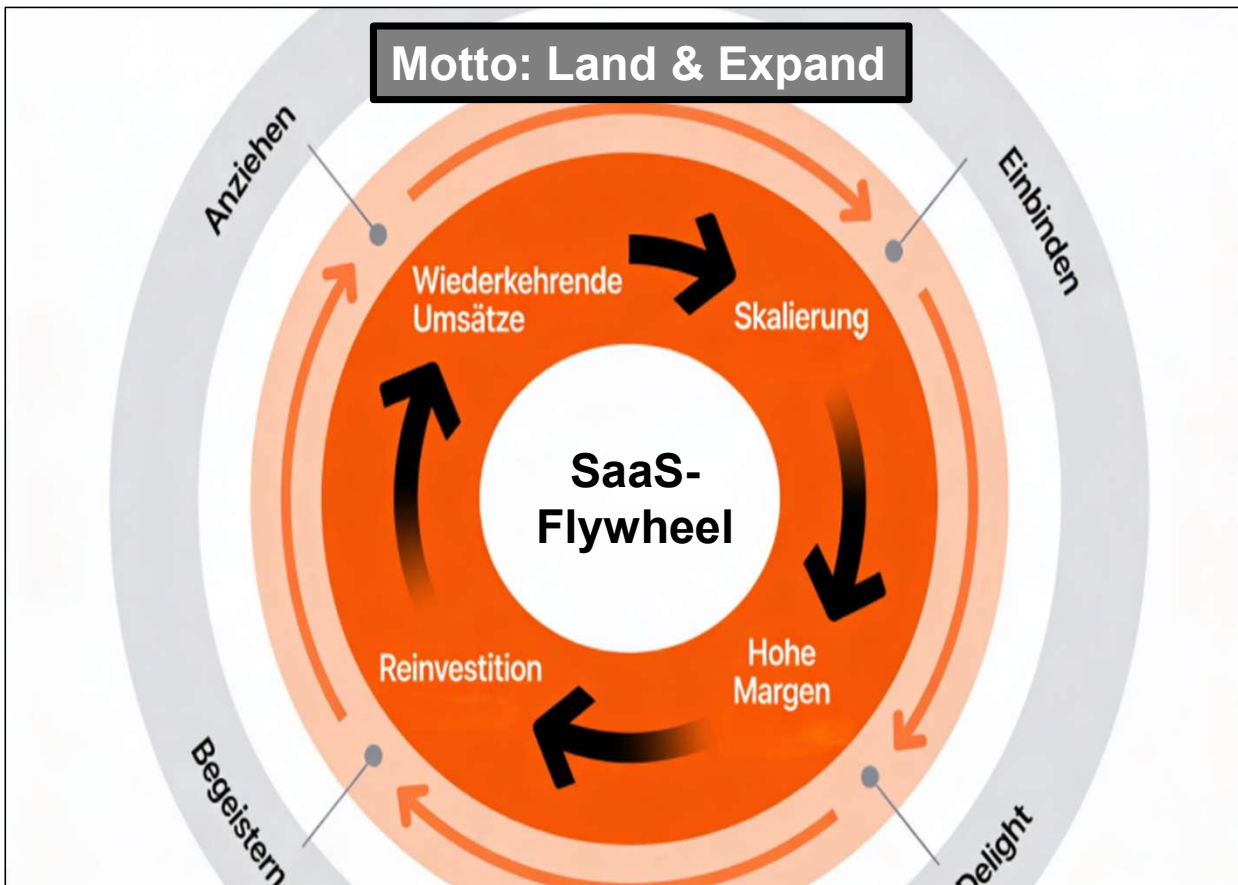 Motto: Land & Expand
Anziehen
Einbinden
Wiederkehrende
Umsätze
Skalierung
SaaS-
Flywheel
Reinvestition
Hohe
Margen
Begeistern
Delight